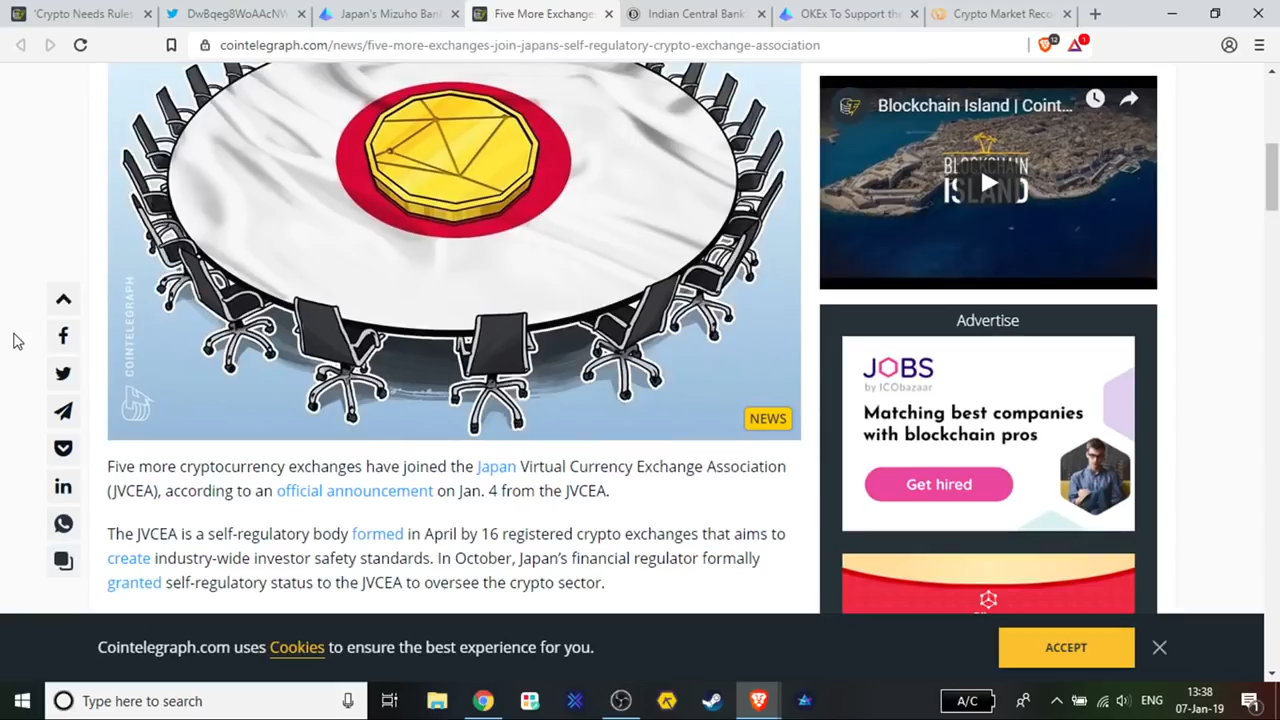 'Crypto Needs Rules
DwBqeg8WoAAcNV
Japan's Mizuho Ban
Five More Exchange
Indian Central Bank
OKEx To Support th
Crypto Market Reco
cointelegraph.com/news/five-more-exchanges-join-japans-self-regulatory-crypto-exchange-association
12
1
COINTELEGRAPH
NEWS
Five more cryptocurrency exchanges have joined the Japan Virtual Currency Exchange Association
(JVCEA), according to an official announcement on Jan. 4 from the JVCEA.
The JVCEA is a self-regulatory body formed in April by 16 registered crypto exchanges that aims to
create industry-wide investor safety standards. In October, Japan's financial regulator formally
granted self-regulatory status to the JVCEA to oversee the crypto sector.
Blockchain Island | Coint...
BLOCKCHAIN
ISLAND
Advertise
JOBS
by ICObazaar
Matching best companies
with blockchain pros
Get hired
Cointelegraph.com uses Cookies to ensure the best experience for you.
ACCEPT
Type here to search
A/C
ENG
13:38
07-Jan-19
1